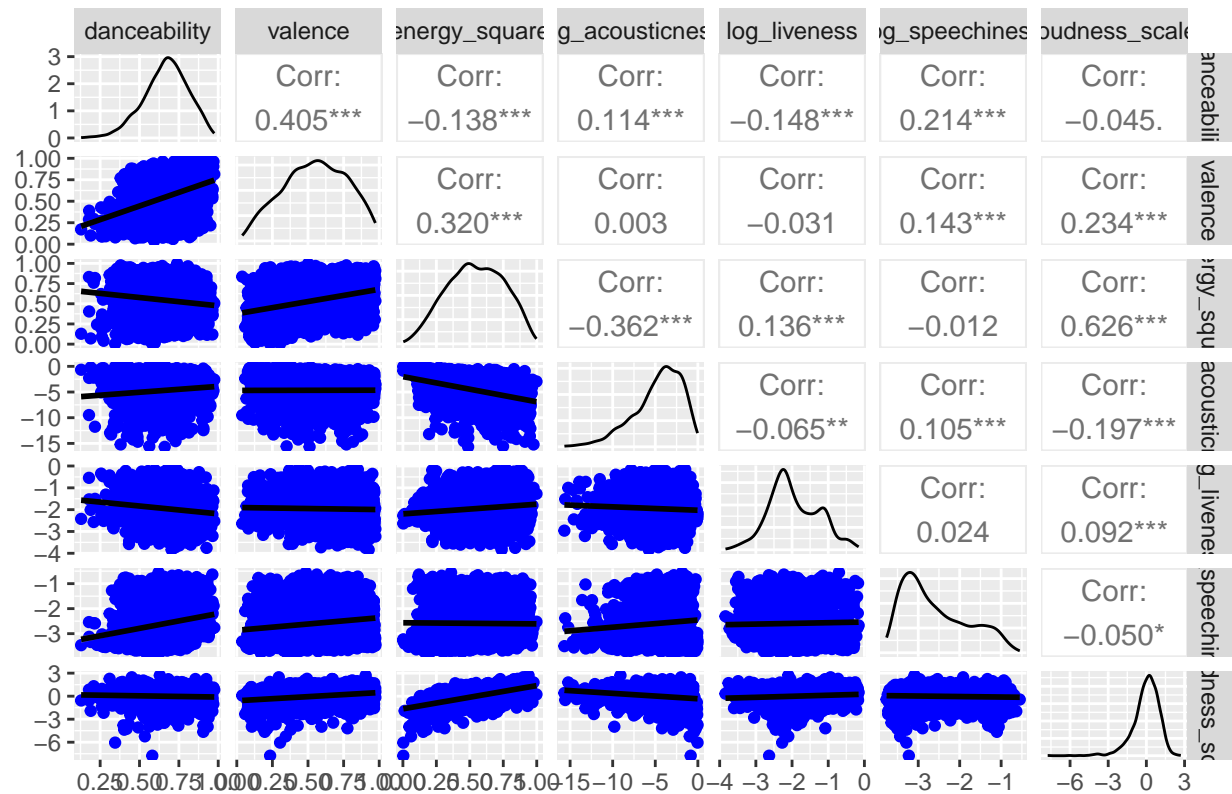 danceability valence energy_square g_acousticnes log_liveness og_speechines oudness_scale
3
2
1
0
Corr: Corr: Corr: Corr: Corr: Corr:
0.405*** −0.138*** 0.114*** −0.148*** 0.214*** −0.045.
anceabili
1.00
0.75
0.50
0.25
0.00
Corr: Corr: Corr: Corr: Corr:
0.320*** 0.003 −0.031 0.143*** 0.234***
valence
1.00
0.75
0.50
0.25
0.00
Corr: Corr: Corr: Corr:
−0.362*** 0.136*** −0.012 0.626***
ergy_squ
0
−5
−10
−15
Corr: Corr: Corr:
−0.065** 0.105*** −0.197***
acoustic
0
−1
−2
−3
−4
Corr: Corr:
0.024 0.092***
g_livenes
−1
−2
−3
Corr:
−0.050*
speechin
3
0
−3
−6
dness_sc
0.25 0.50 0.75 1.00 0.00 0.25 0.50 0.75 1.00 0.00 0.25 0.50 0.75 1.00 −15 −10 −5 0 −4 −3 −2 −1 0 −3 −2 −1 −6 −3 0 3